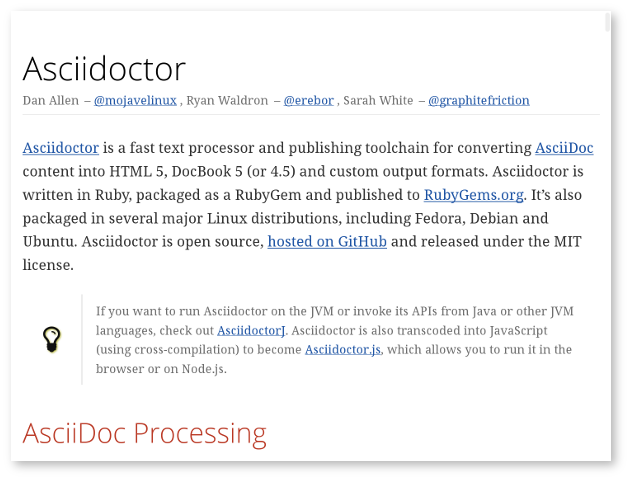 Asciidoctor
Dan Allen – @mojavelinux , Ryan Waldron – @erebor , Sarah White – @graphitefriction
Asciidoctor is a fast text processor and publishing toolchain for converting AsciiDoc
content into HTML 5, DocBook 5 (or 4.5) and custom output formats. Asciidoctor is
written in Ruby, packaged as a RubyGem and published to RubyGems.org. It’s also
packaged in several major Linux distributions, including Fedora, Debian and
Ubuntu. Asciidoctor is open source, hosted on GitHub and released under the MIT
license.
If you want to run Asciidoctor on the JVM or invoke its APIs from Java or other JVM
languages, check out AsciidoctorJ. Asciidoctor is also transcoded into JavaScript
(using cross-compilation) to become Asciidoctor.js, which allows you to run it in the
browser or on Node.js.
AsciiDoc Processing